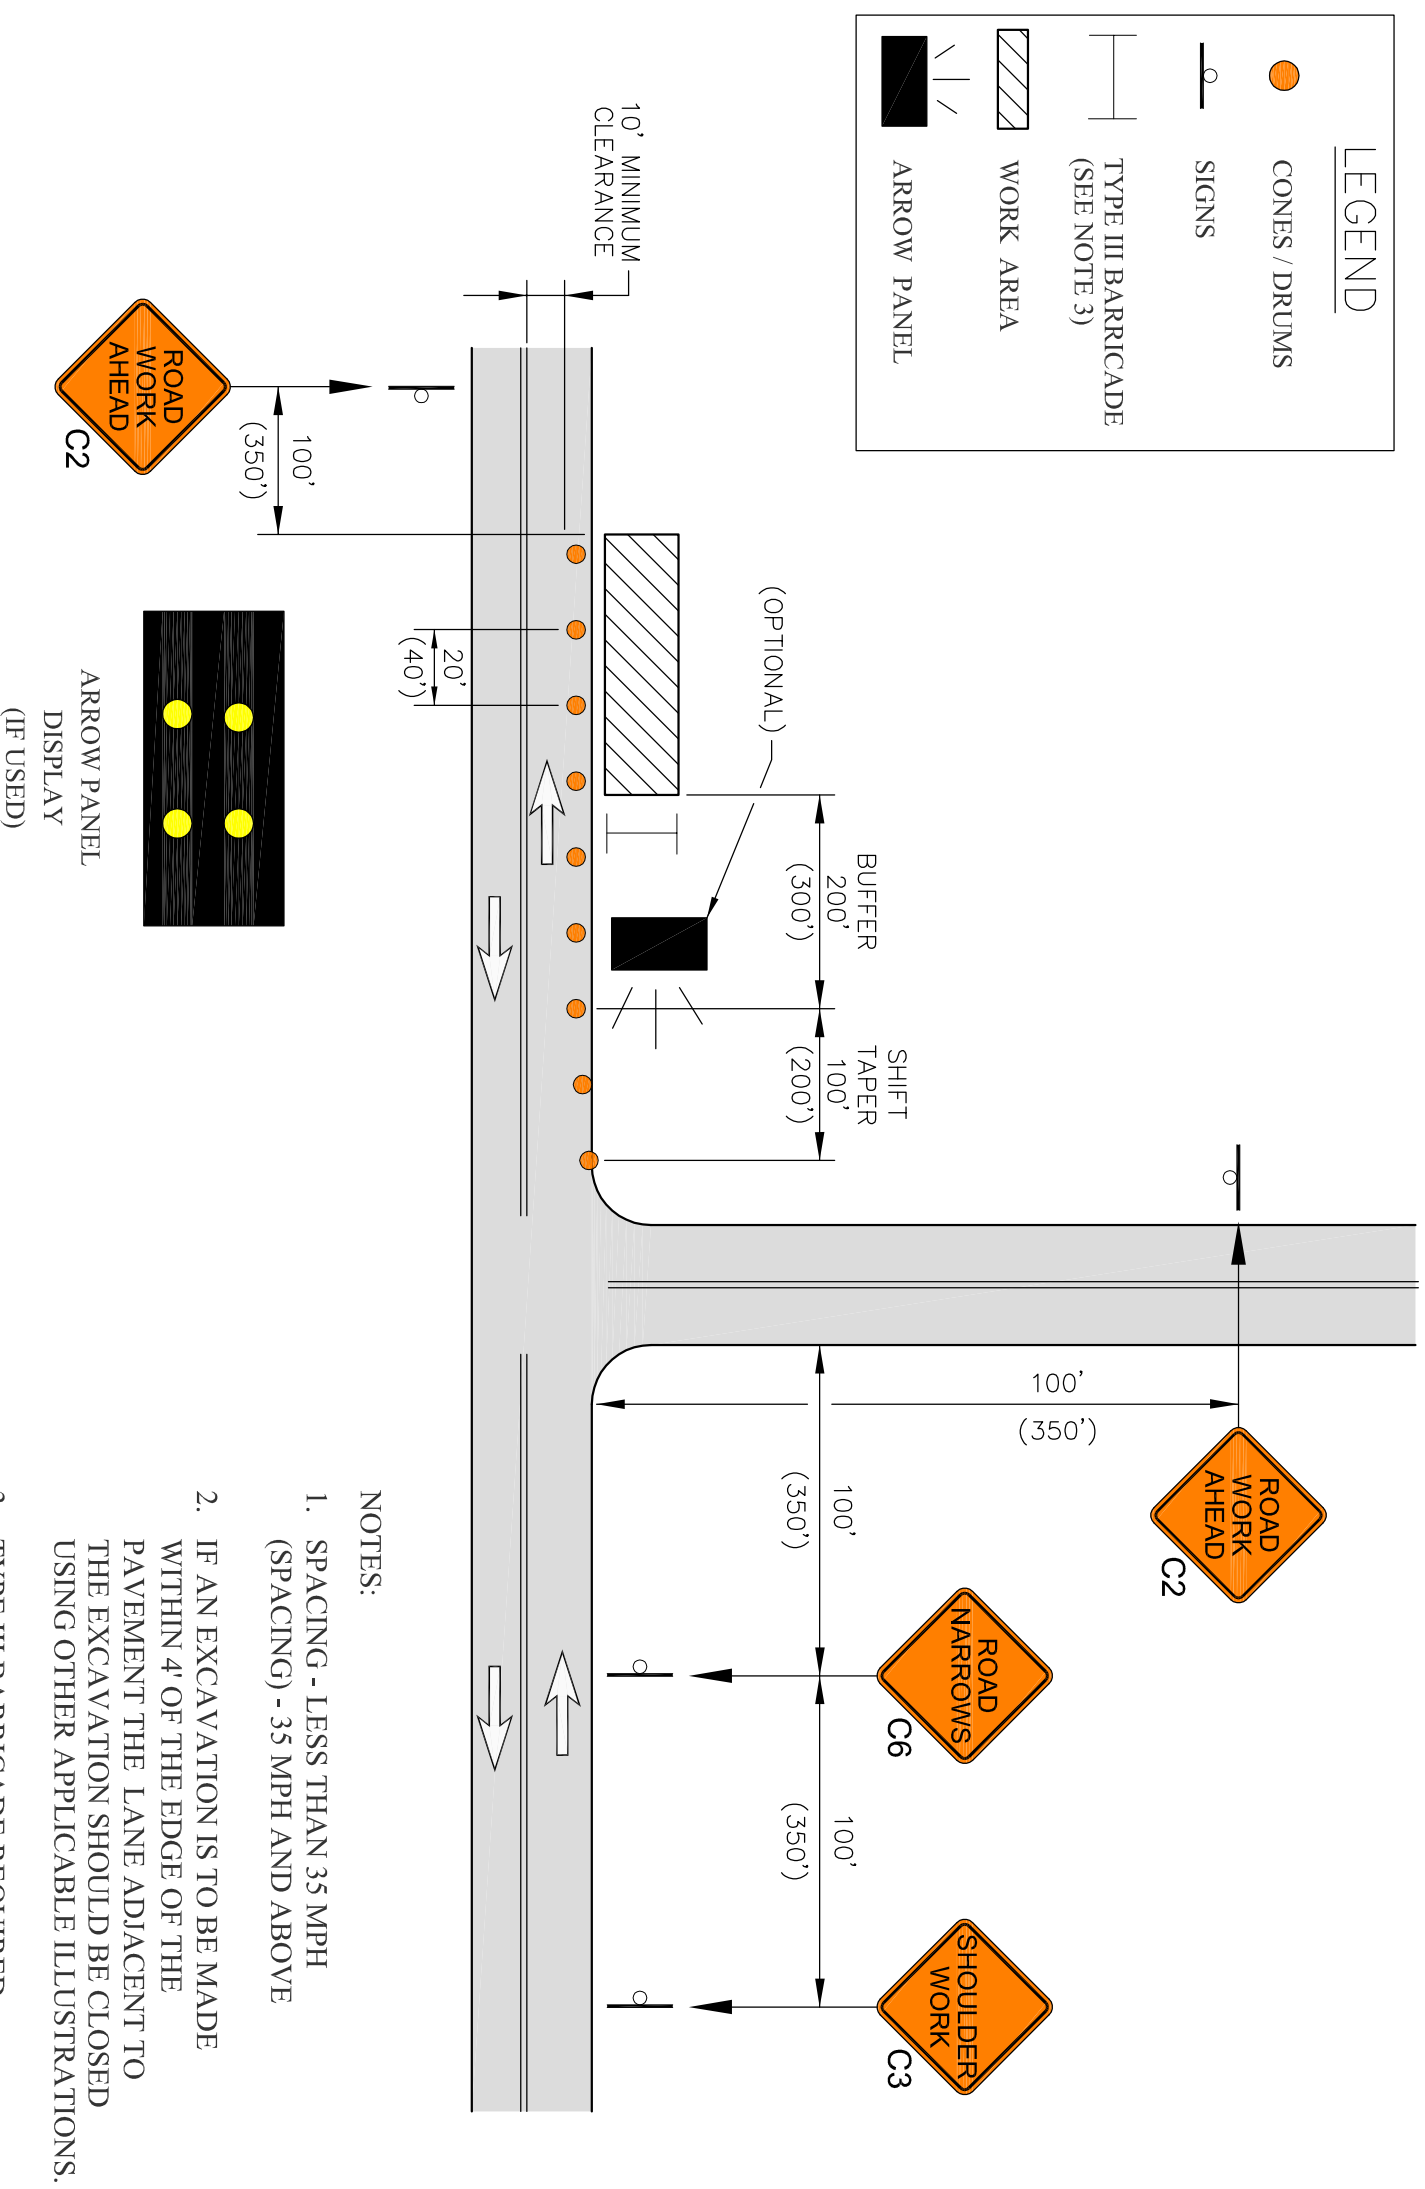 LEGEND
CONES / DRUMS
SIGNS
TYPE III BARRICADE
(SEE NOTE 3)
WORK AREA
ARROW PANEL
10' MINIMUM
CLEARANCE
ROAD
WORK
AHEAD
C2
100'
(350')
(OPTIONAL)
20'
(40')
BUFFER
200'
(300')
SHIFT
TAPER
100'
(200')
ARROW PANEL
DISPLAY
(IF USED)
100'
(350')
ROAD
WORK
AHEAD
C2
100'
(350')
ROAD
NARROWS
C6
100'
(350')
SHOULDER
WORK
C3
NOTES:
1. SPACING - LESS THAN 35 MPH
(SPACING) - 35 MPH AND ABOVE
2. IF AN EXCAVATION IS TO BE MADE
WITHIN 4' OF THE EDGE OF THE
PAVEMENT THE LANE ADJACENT TO
THE EXCAVATION SHOULD BE CLOSED
USING OTHER APPLICABLE ILLUSTRATIONS.
3. TYPE III BARRICADE REQUIRED